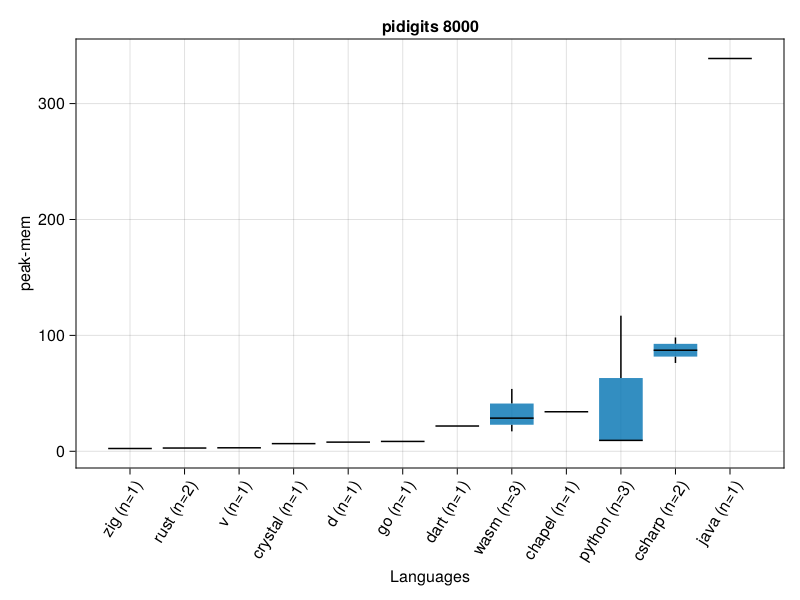 pidigits 8000
peak-mem
300
200
100
0
zig (n=1)
rust (n=2)
v (n=1)
crystal (n=1)
d (n=1)
go (n=1)
dart (n=1)
wasm (n=3)
chapel (n=1)
python (n=3)
csharp (n=2)
java (n=1)
Languages